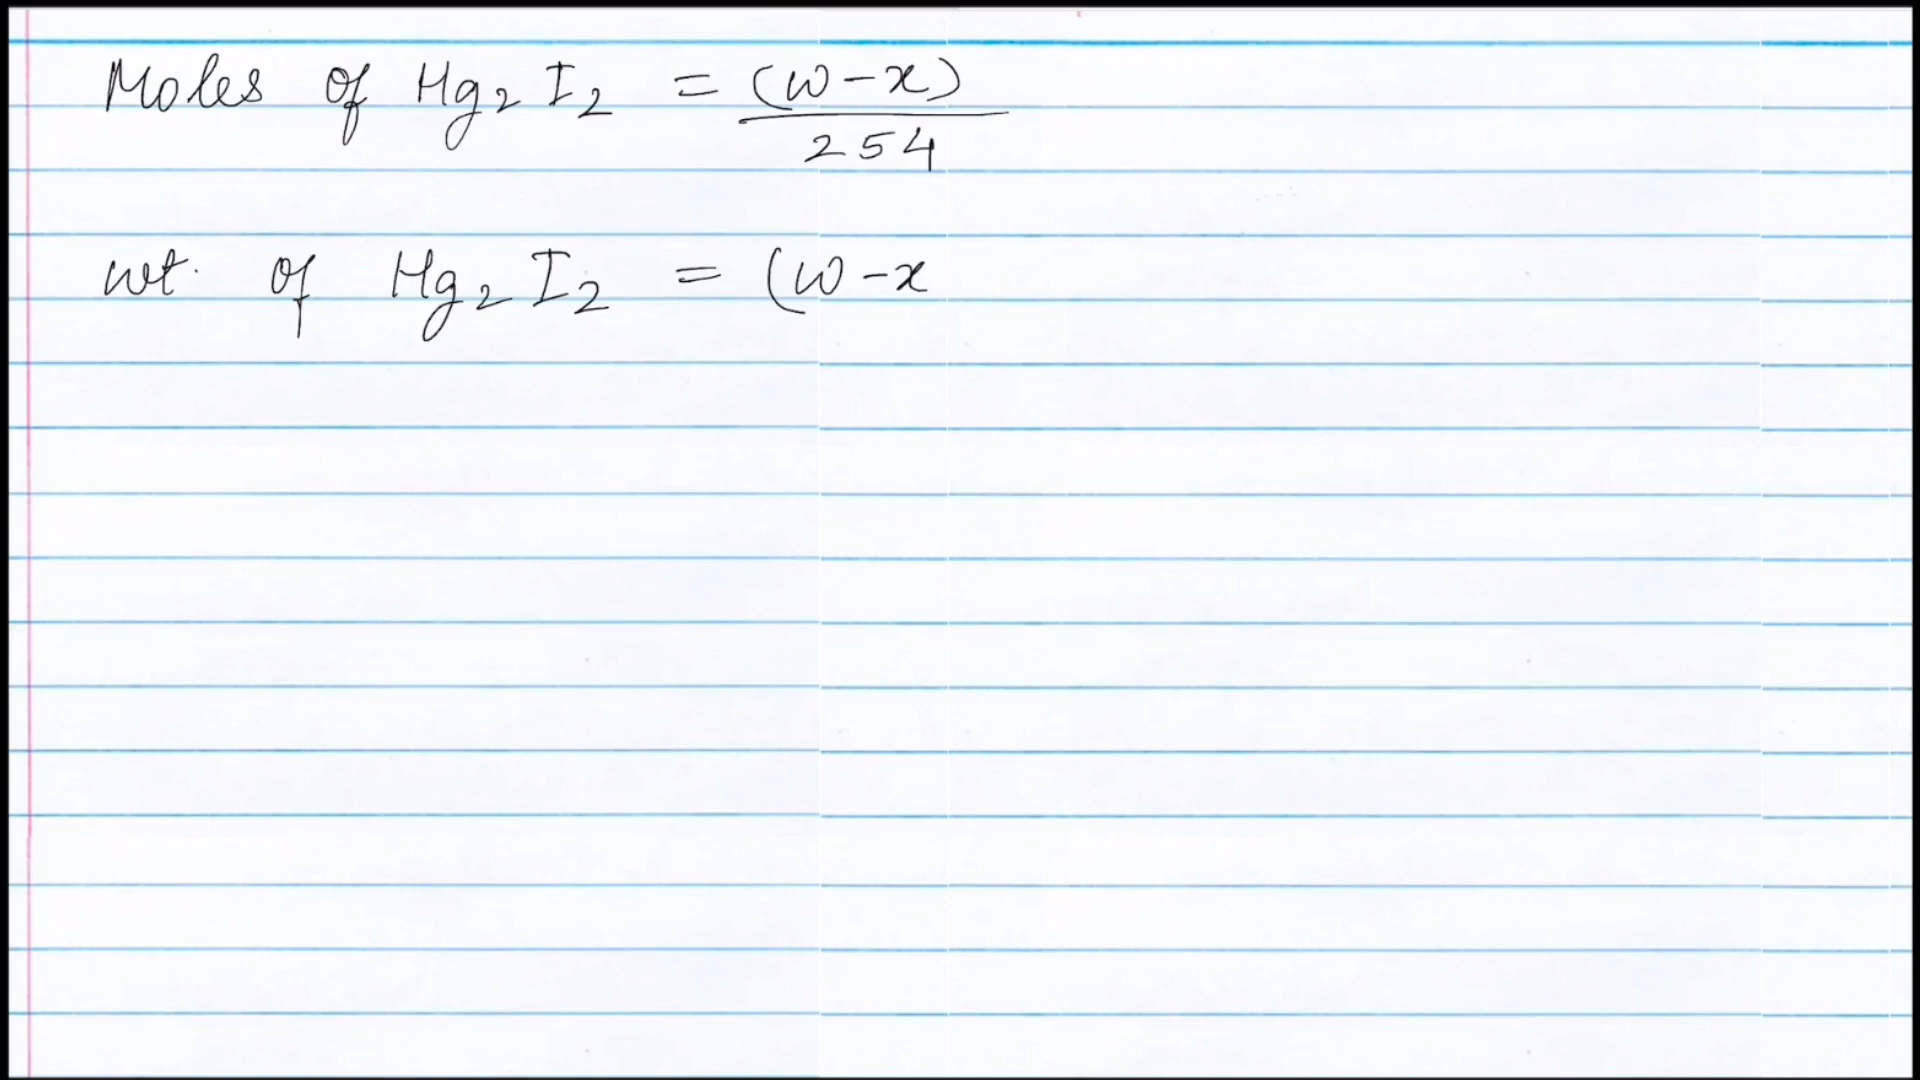 Moles of Hg₂I₂ = (w-x)
254
wt. of Hg₂I₂ = (w-x